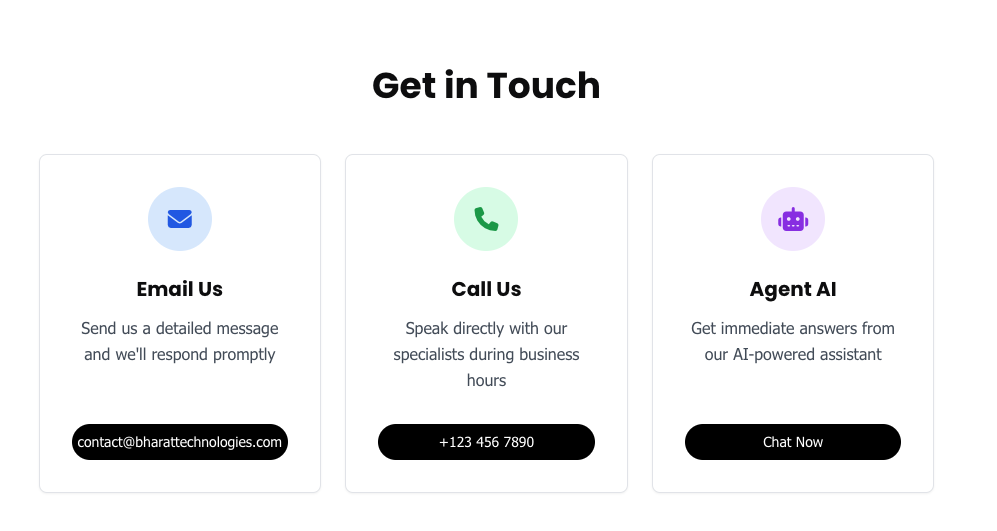 Get in Touch
Email Us
Send us a detailed message
and we'll respond promptly
contact@bharattechnologies.com
Call Us
Speak directly with our
specialists during business
hours
+123 456 7890
Agent AI
Get immediate answers from
our AI-powered assistant
Chat Now